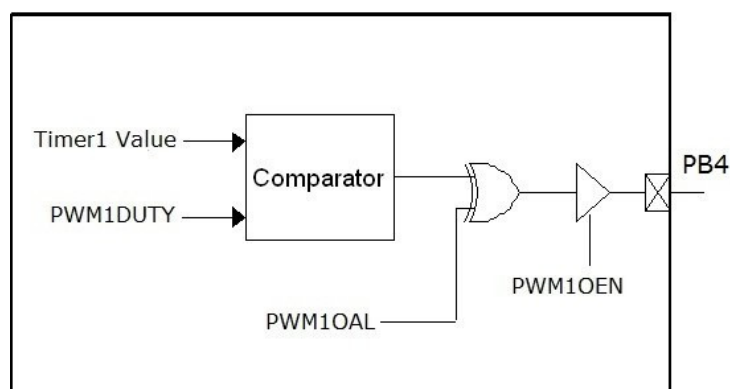 Timer1 Value
PWM1DUTY
Comparator
PB4
PWM1OEN
PWM1OAL